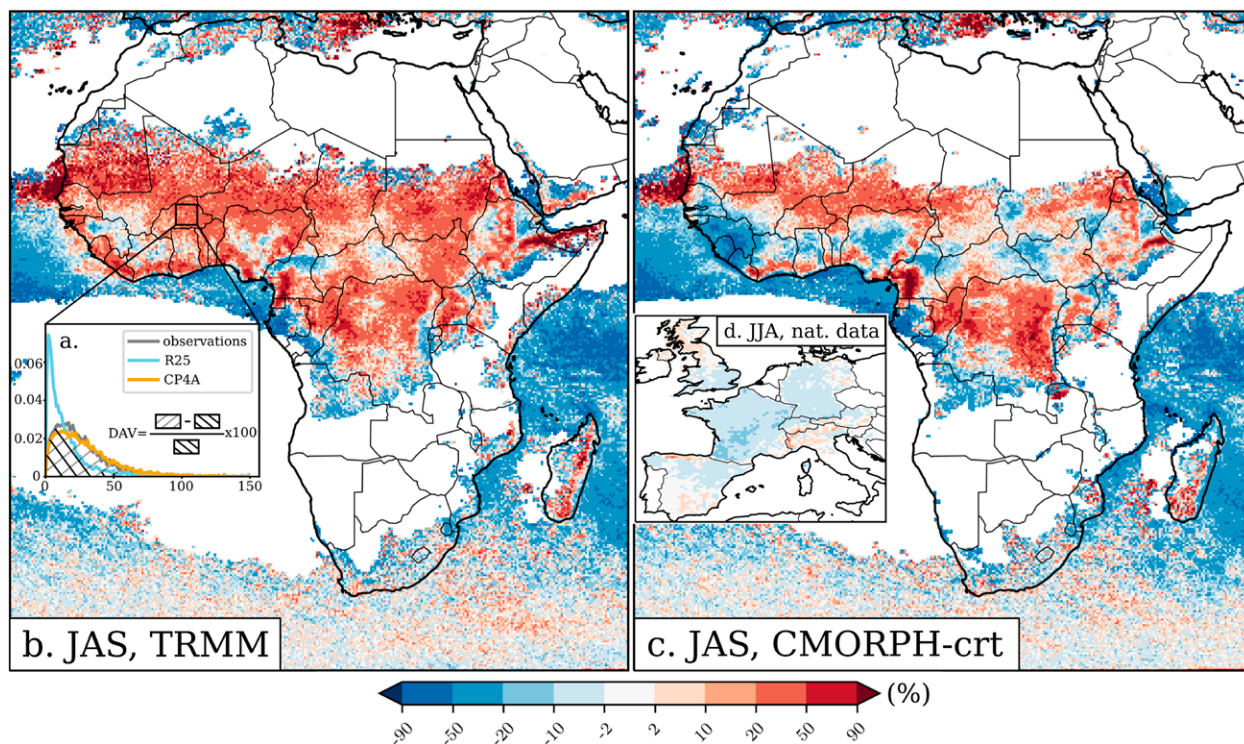 a.
observations
R25
CP4A
DAV= - x100
0.06
0.04
0.02
0
0 50 100 150
b. JAS, TRMM
d. JJA, nat. data
c. JAS, CMORPH-crt
(%)
-90 -50 -20 -10 -2 2 10 20 50 90